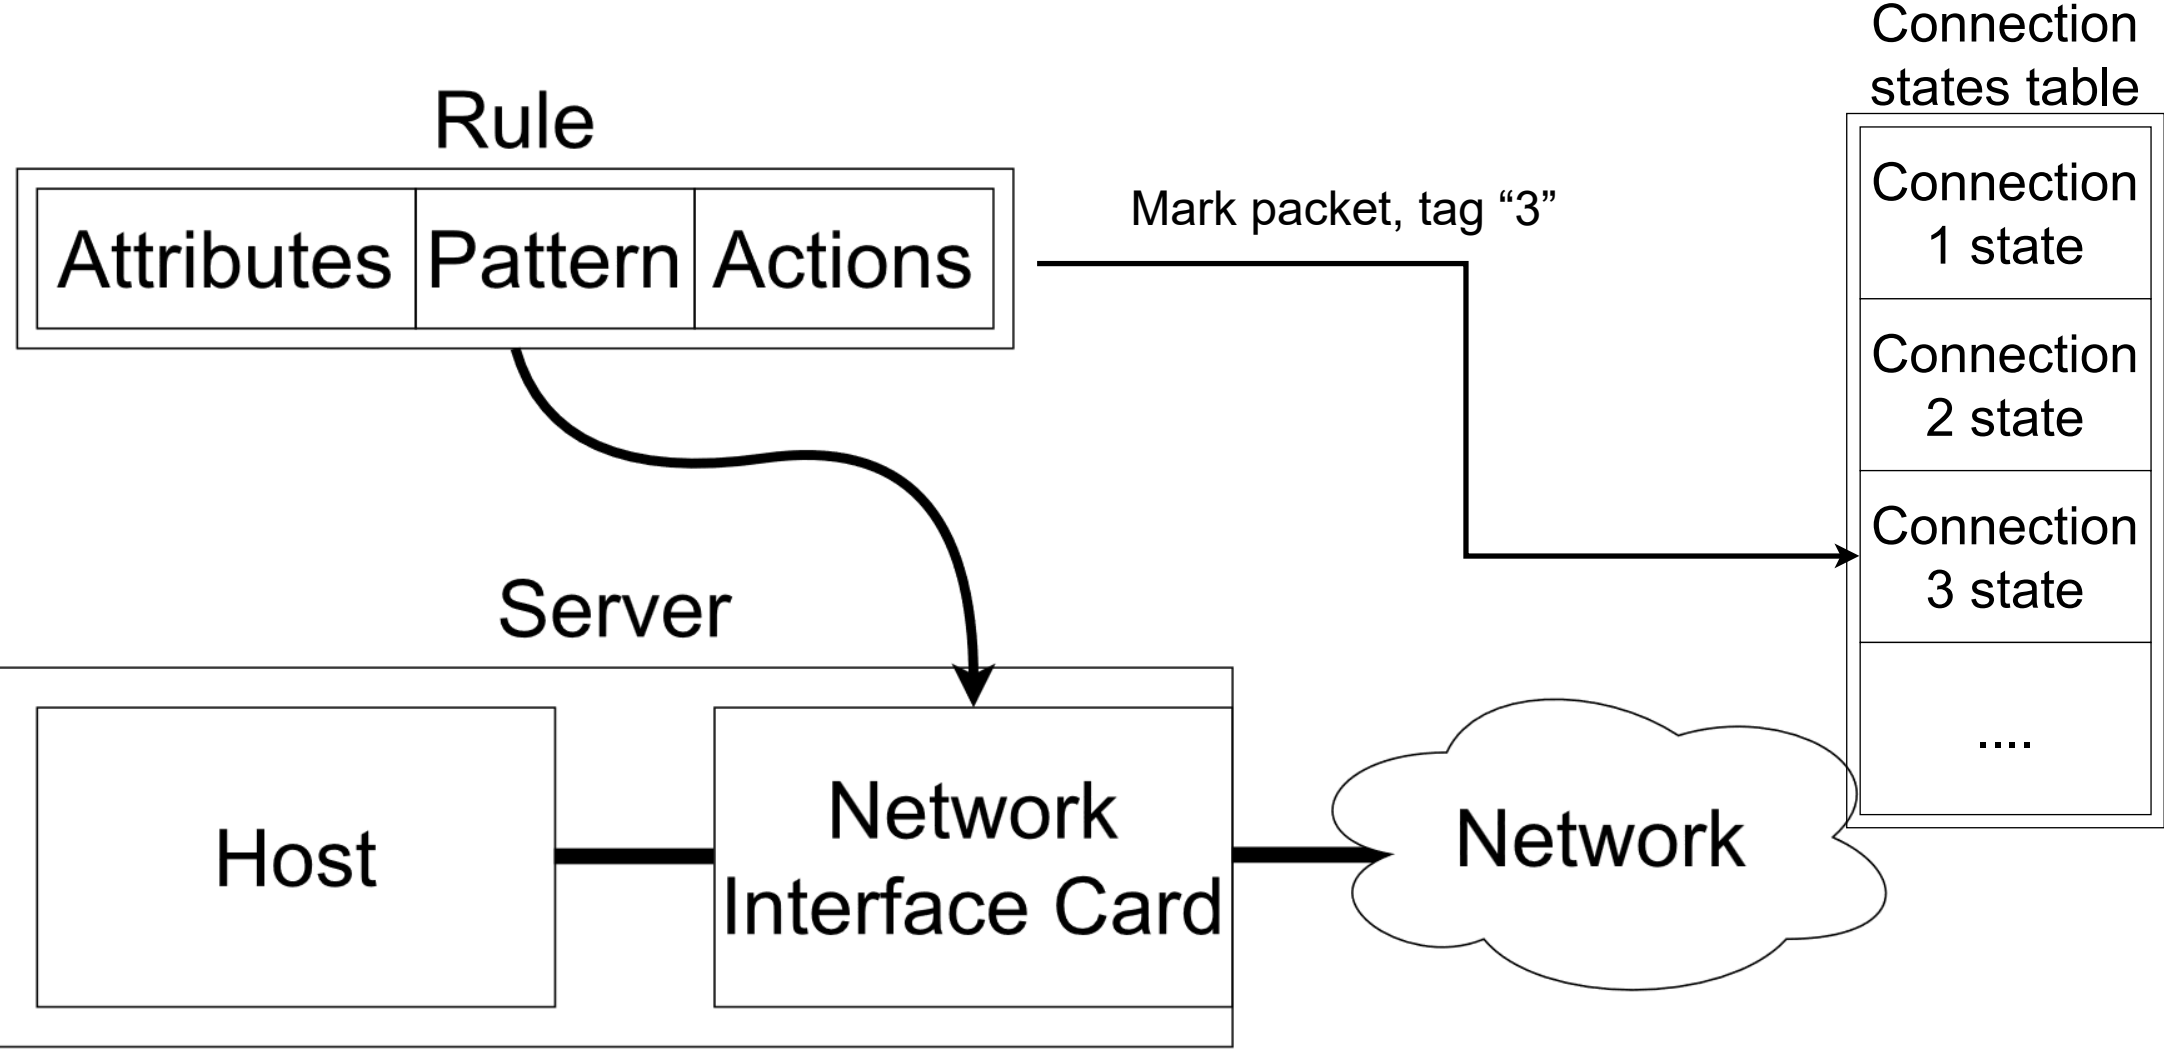 Connection
states table
Rule
Attributes Pattern Actions
Mark packet, tag “3”
Connection
1 state
Connection
2 state
Connection
3 state
....
Server
Host
Network
Interface Card
Network